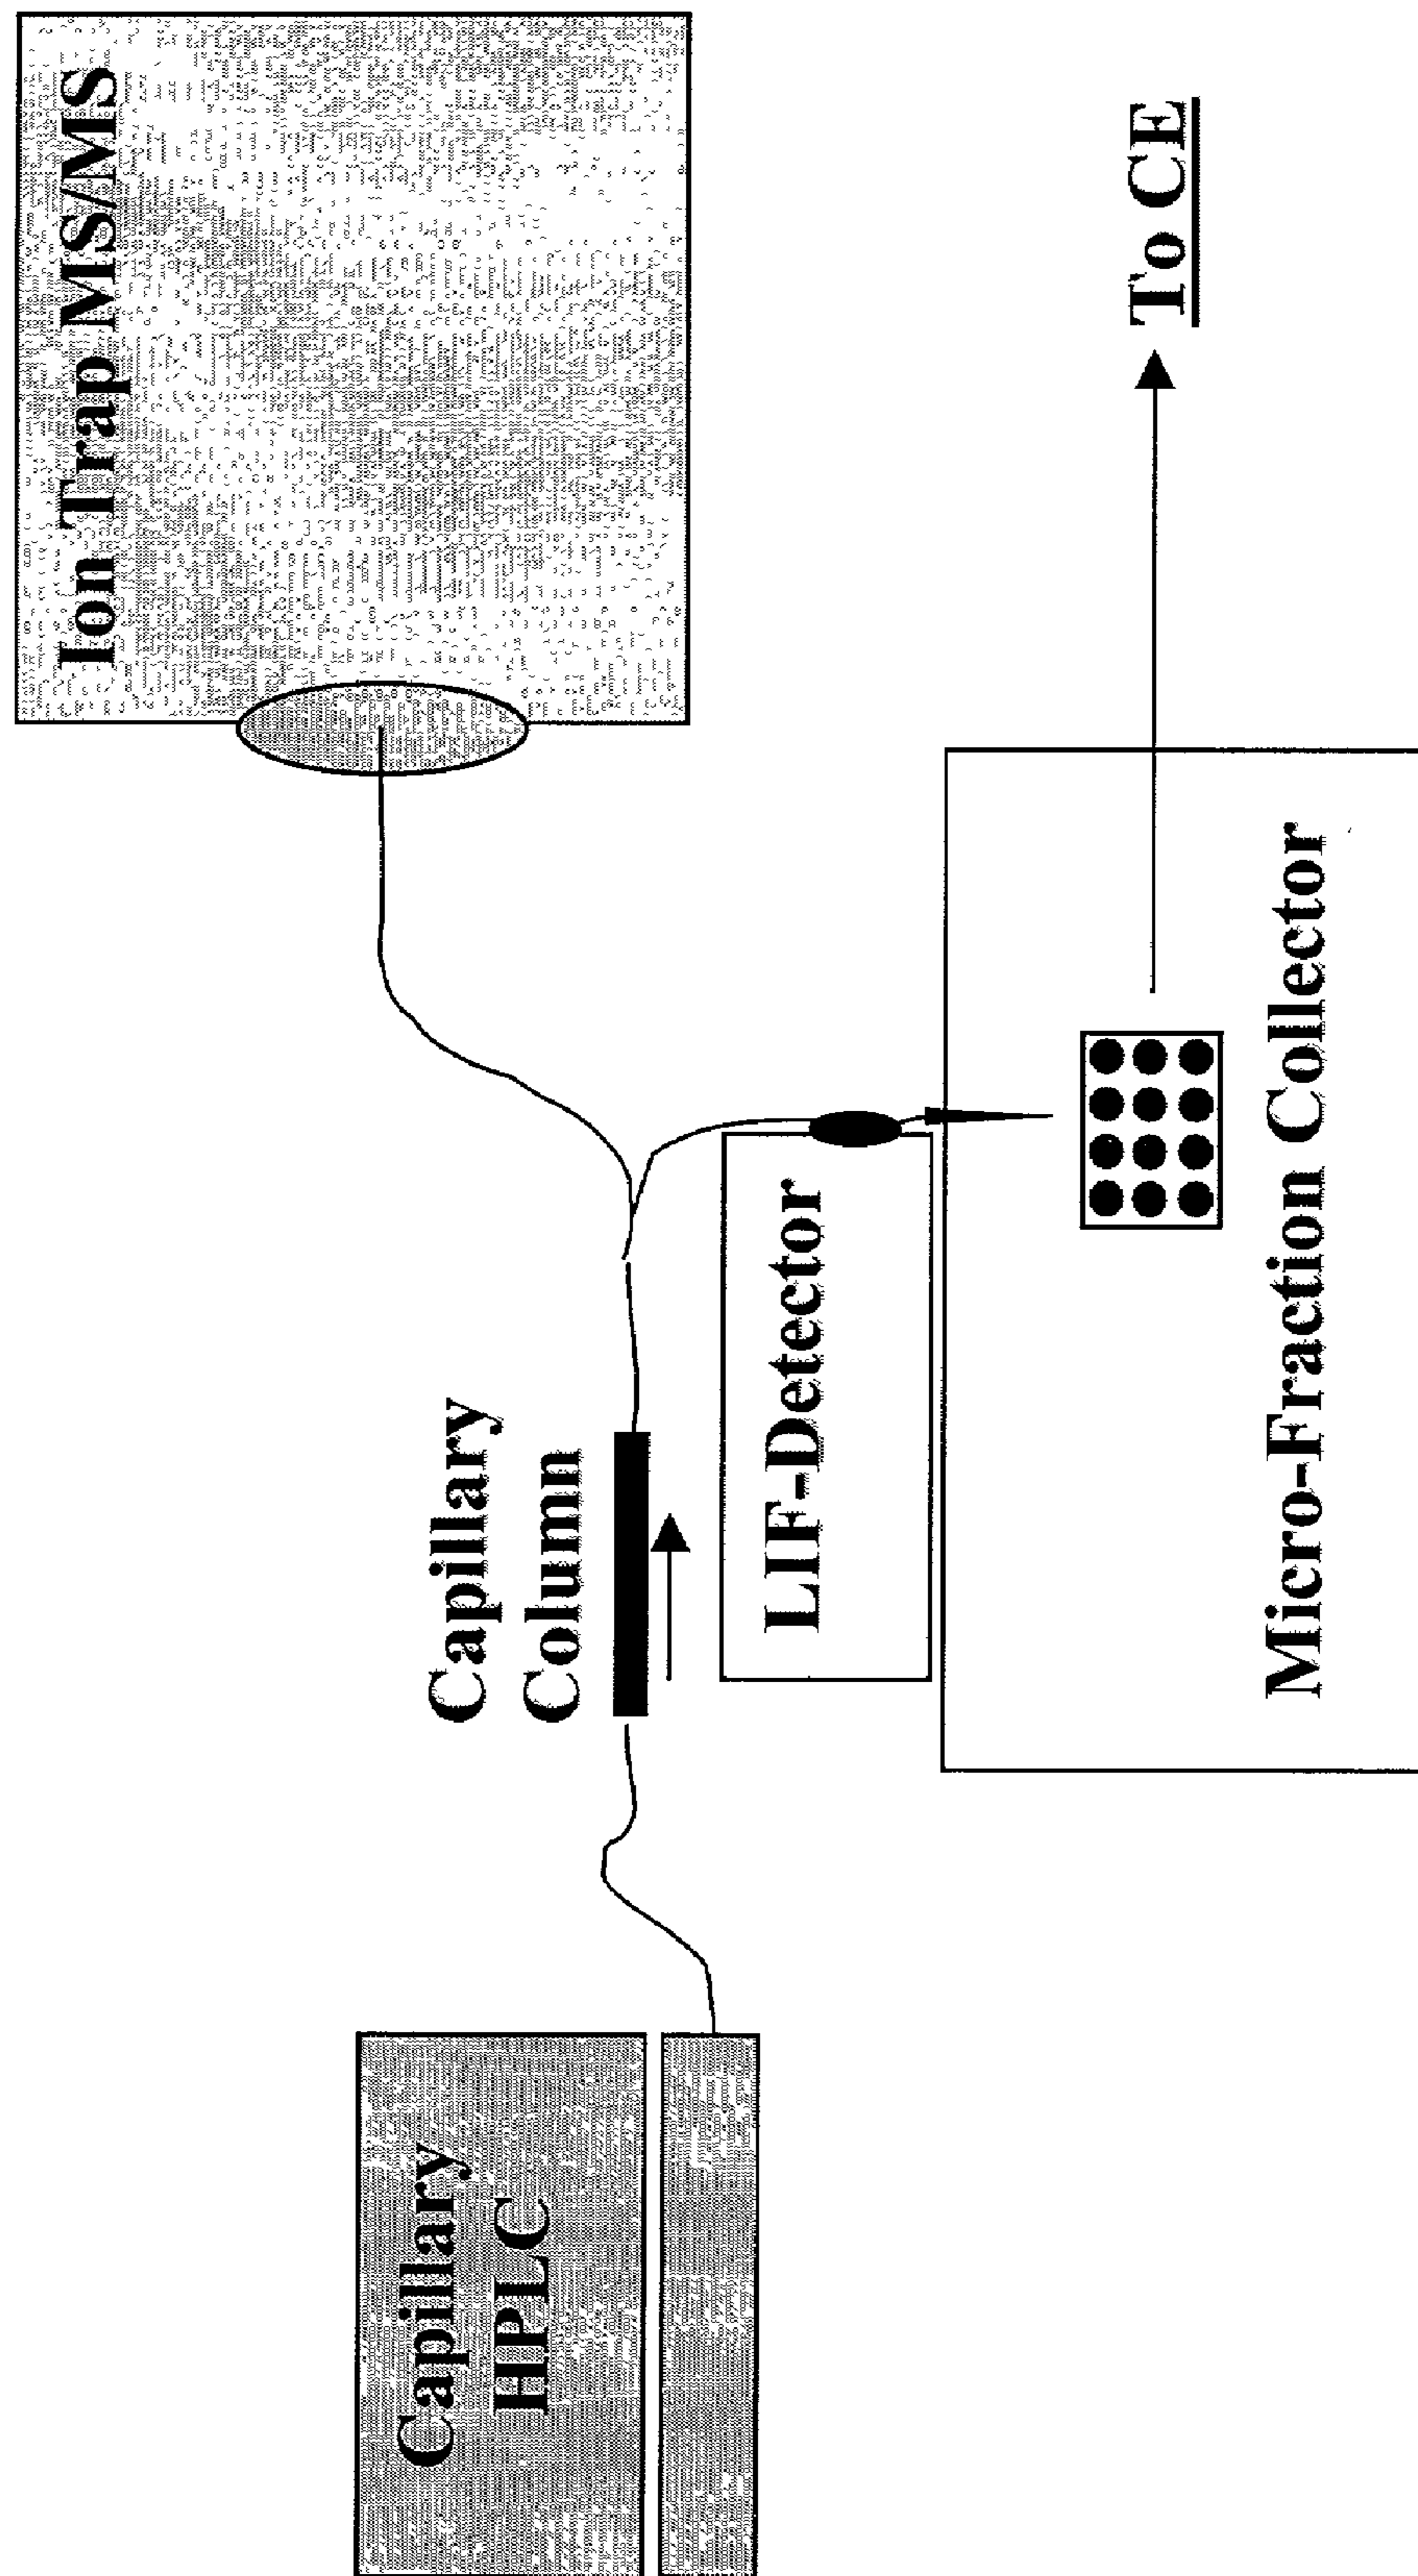 Ion Trap MS/MS
Capillary
HPLC
Capillary
Column
LIF-Detector
To CE
Micro-Fraction Collector